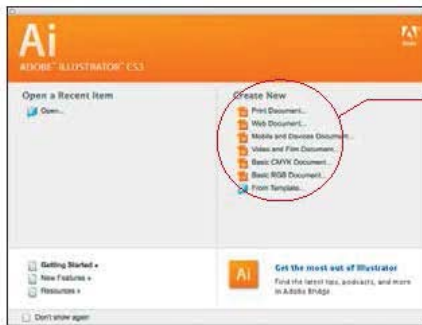 Ai
ADOBE® ILLUSTRATOR® CS3
Adobe
Open a Recent Item
Open...
Create New
Print Document...
Web Document...
Mobile and Devices Document...
Video and Film Document...
Basic CMYK Document...
Basic RGB Document...
From Template...
Getting Started »
New Features »
Resources »
Ai
Get the most out of Illustrator
Find the latest tips, podcasts, and more
in Adobe Bridge.
Don't show again